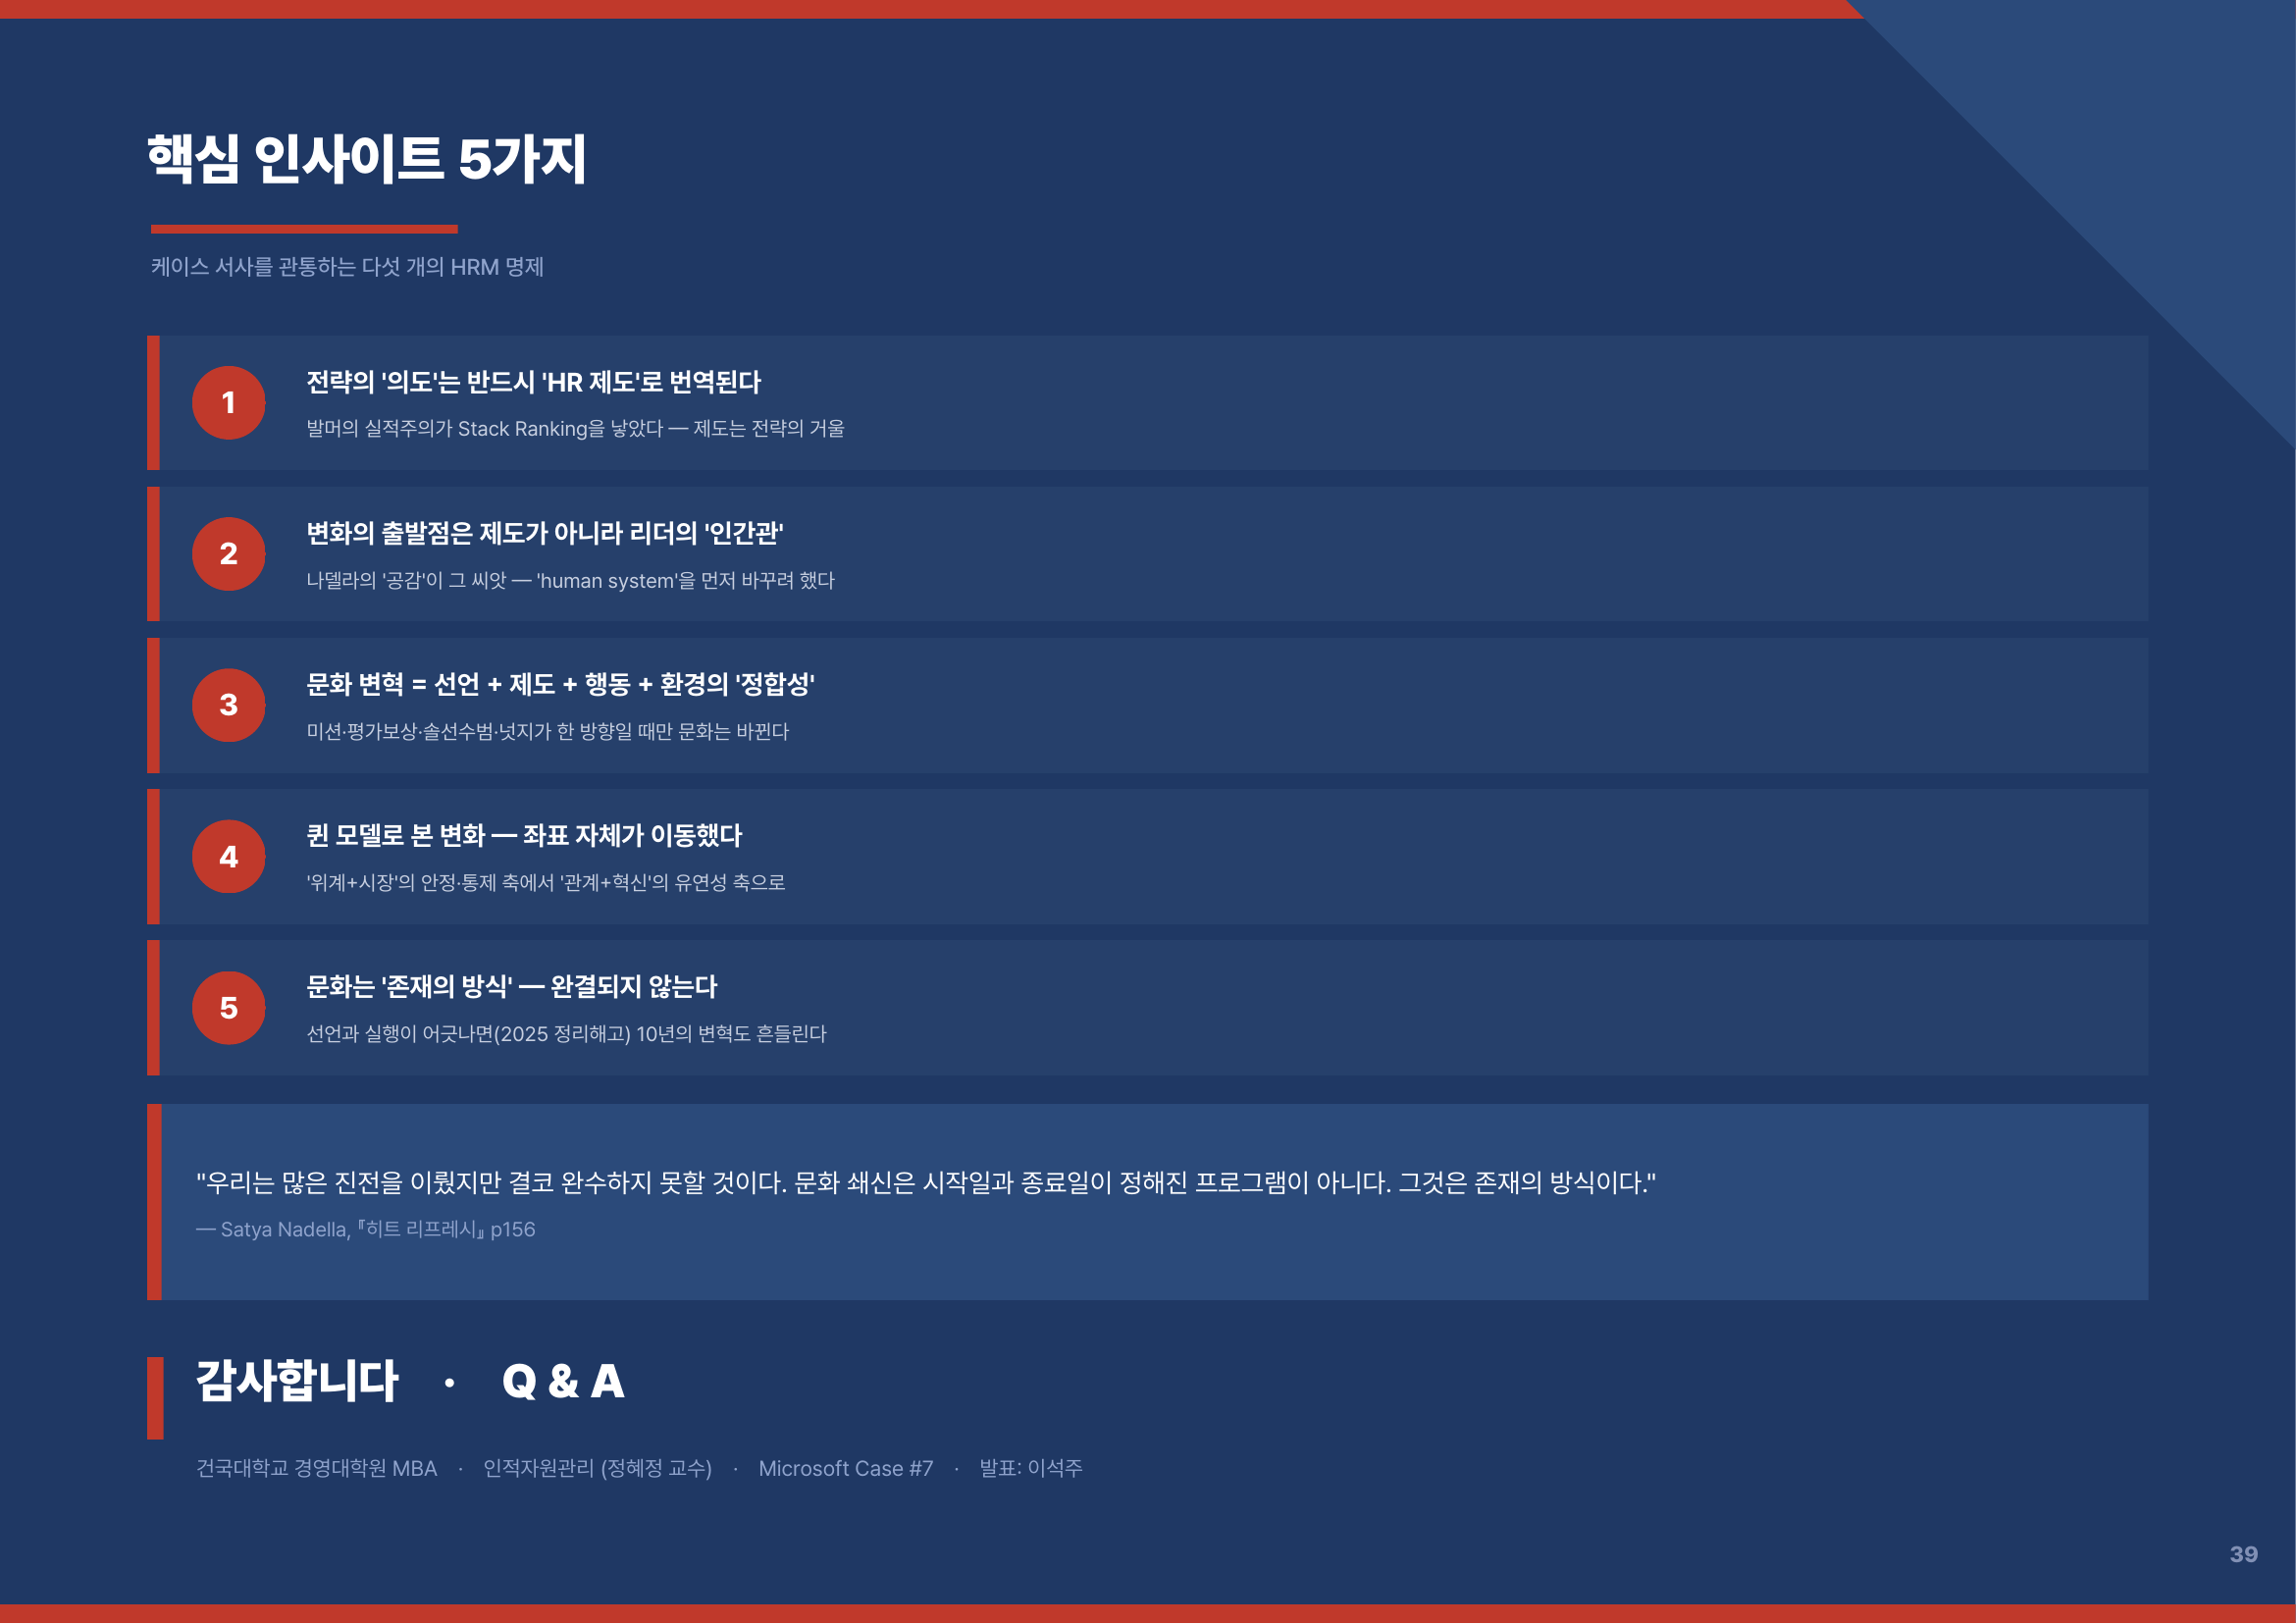 핵심 인사이트 5가지
케이스 서사를 관통하는 다섯 개의 HRM 명제
1
전략의 '의도'는 반드시 'HR 제도'로 번역된다
발머의 실적주의가 Stack Ranking을 낳았다 — 제도는 전략의 거울
2
변화의 출발점은 제도가 아니라 리더의 '인간관'
나델라의 '공감'이 그 씨앗 — 'human system'을 먼저 바꾸려 했다
3
문화 변혁 = 선언 + 제도 + 행동 + 환경의 '정합성'
미션·평가보상·솔선수범·넛지가 한 방향일 때만 문화는 바뀐다
4
퀸 모델로 본 변화 — 좌표 자체가 이동했다
'위계+시장'의 안정·통제 축에서 '관계+혁신'의 유연성 축으로
5
문화는 '존재의 방식' — 완결되지 않는다
선언과 실행이 어긋나면(2025 정리해고) 10년의 변혁도 흔들린다
"우리는 많은 진전을 이뤘지만 결코 완수하지 못할 것이다. 문화 쇄신은 시작일과 종료일이 정해진 프로그램이 아니다. 그것은 존재의 방식이다."
— Satya Nadella, 『히트 리프레시』 p156
감사합니다 · Q & A
건국대학교 경영대학원 MBA · 인적자원관리 (정혜정 교수) · Microsoft Case #7 · 발표: 이석주
39